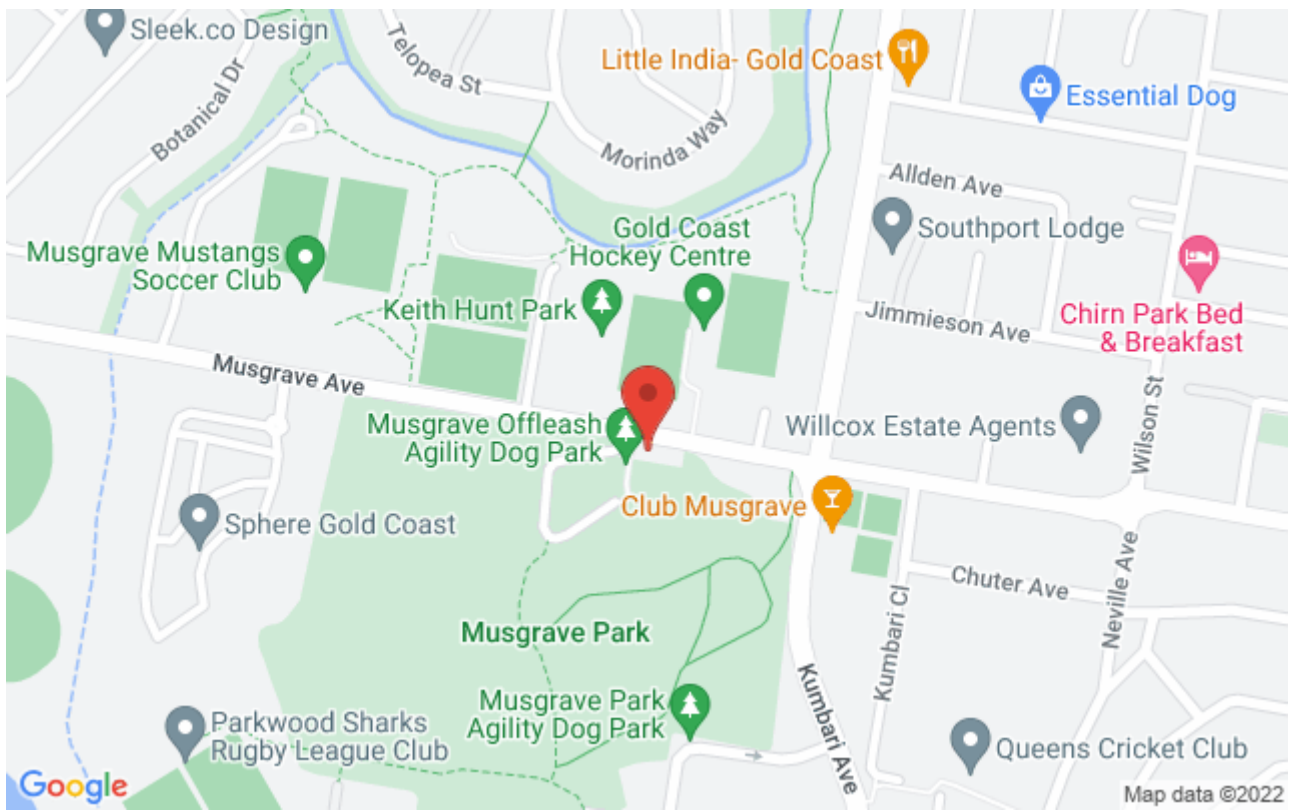 Sleek.co Design
Botanical Dr
Telopea St
Morinda Way
Little India- Gold Coast
Essential Dog
Allden Ave
Southport Lodge
Gold Coast
Hockey Centre
Musgrave Mustangs
Soccer Club
Keith Hunt Park
Jimmieson Ave
Chirn Park Bed
& Breakfast
Musgrave Ave
Musgrave Offleash
Agility Dog Park
Willcox Estate Agents
Wilson St
Club Musgrave
Sphere Gold Coast
Chuter Ave
Neville Ave
Kumbari Cl
Musgrave Park
Kumbari Ave
Musgrave Park
Agility Dog Park
Parkwood Sharks
Rugby League Club
Queens Cricket Club
Google
Map data ©2022